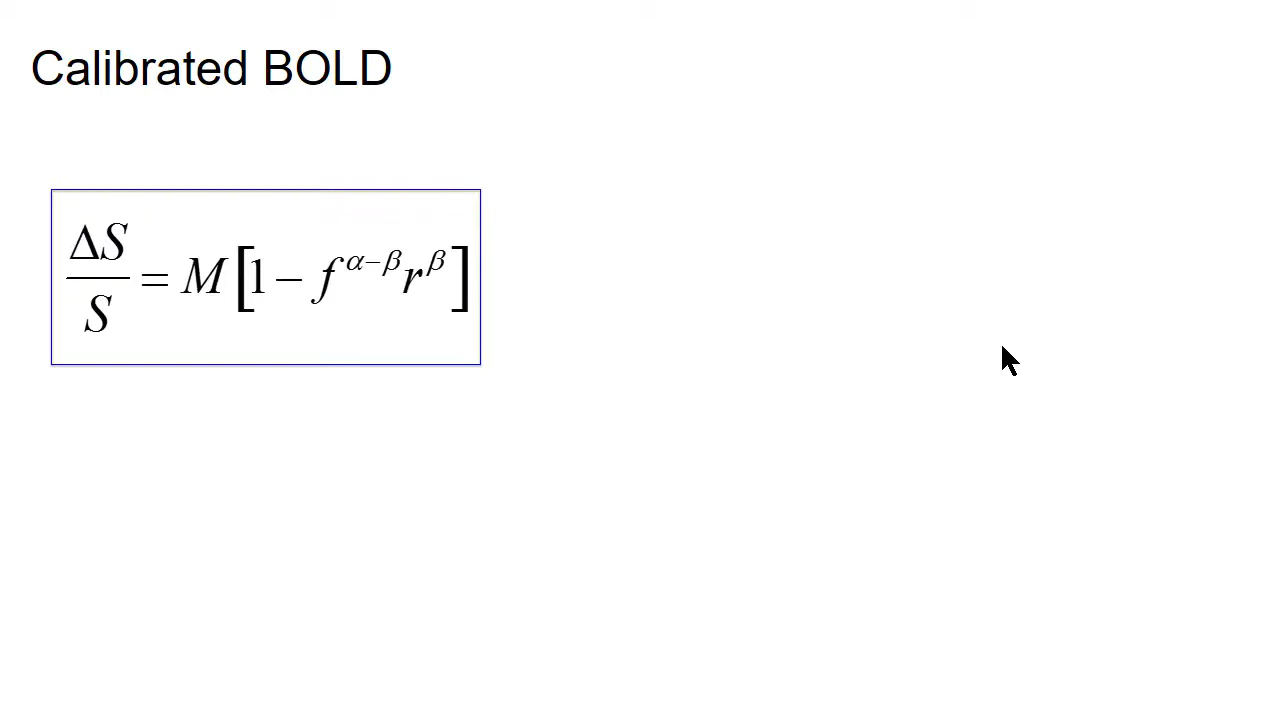 Calibrated BOLD
ΔS/S = M[1 − f^{α−β} r^β]